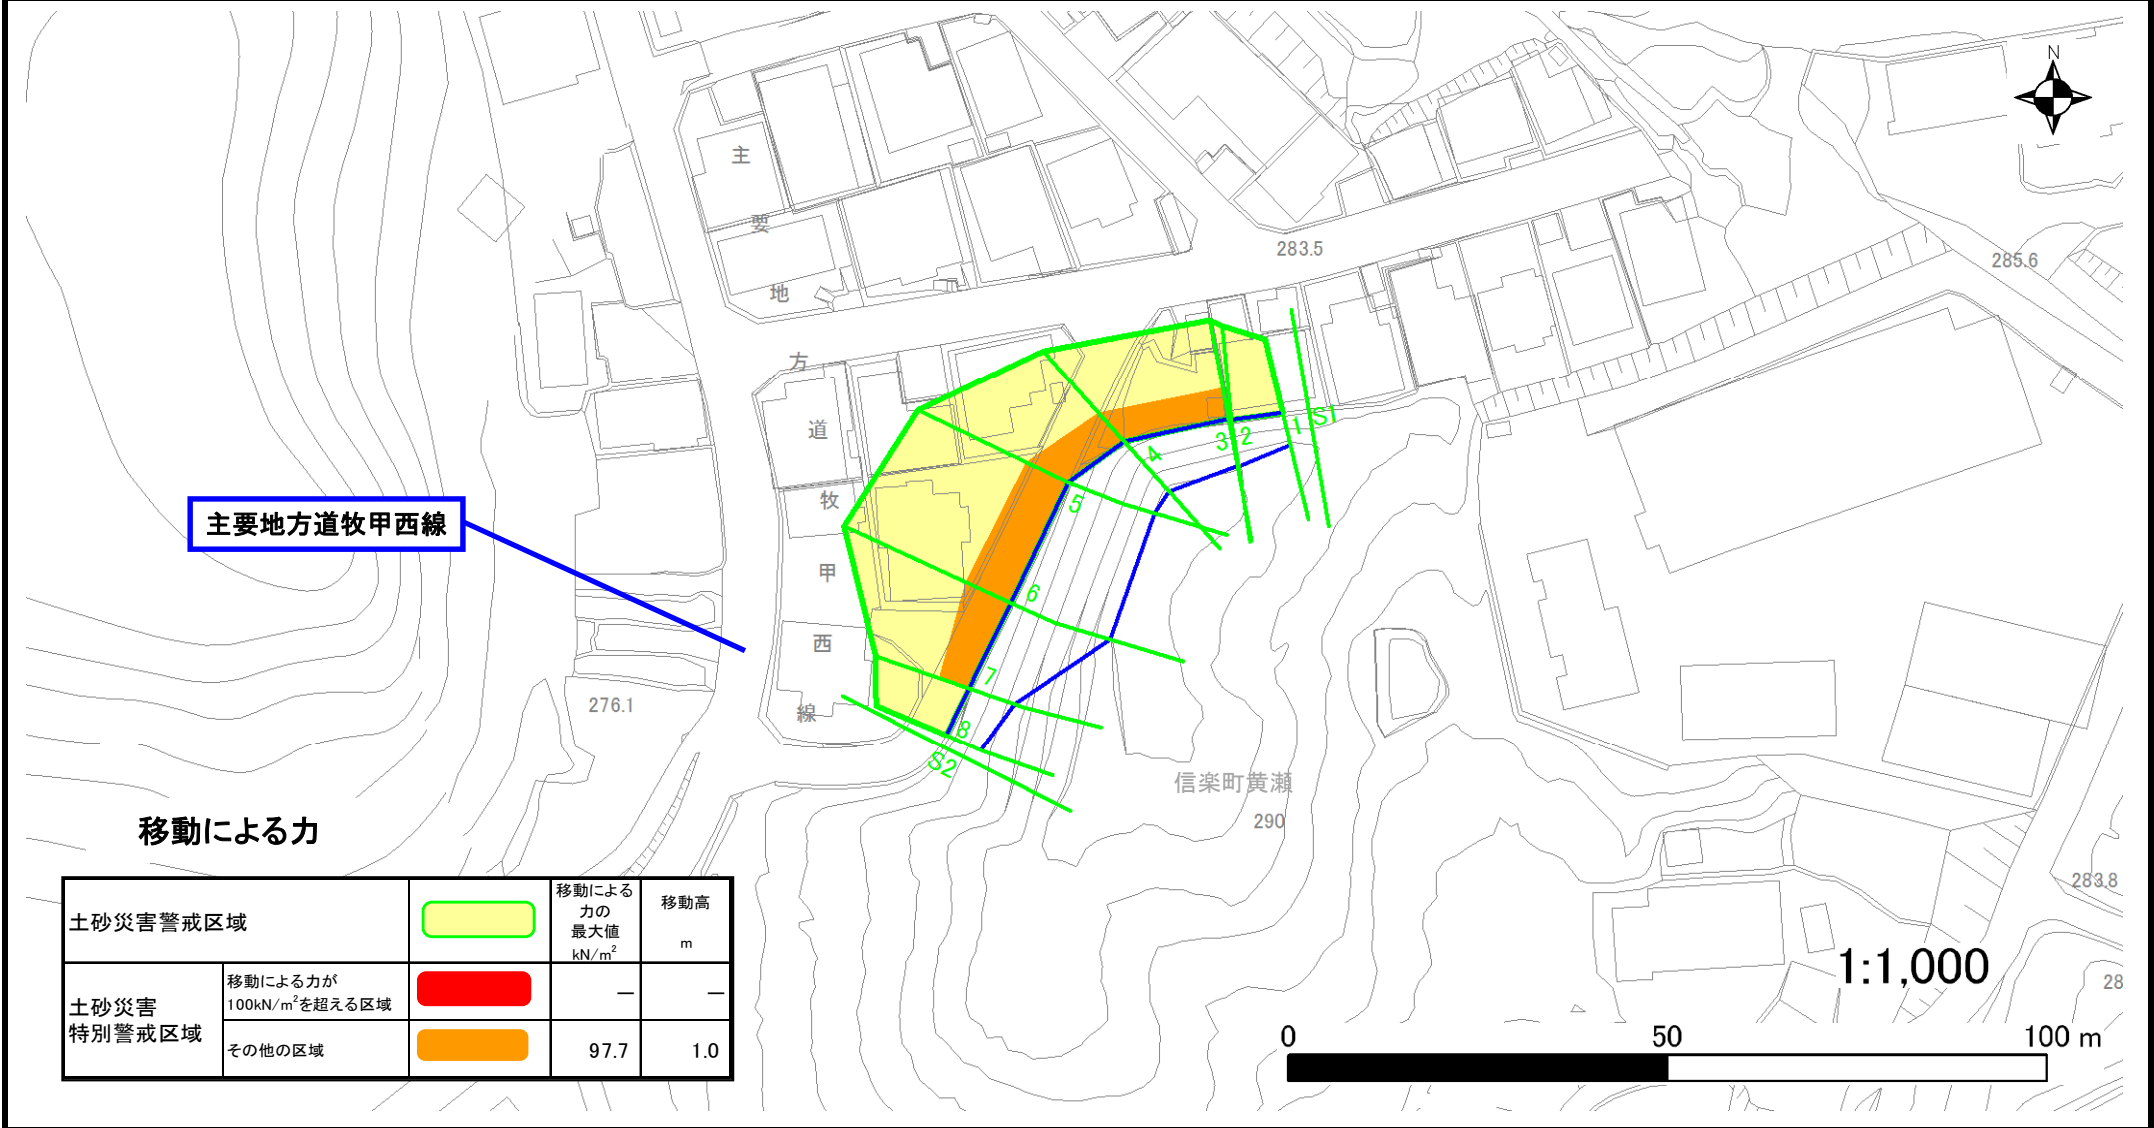 N
主
要
地
方
道
牧
甲
西
線
283.5
285.6
S1
1
2
3
4
5
6
7
8
S2
主要地方道牧甲西線
276.1
信楽町黄瀬
290
283.8
28
移動による力
土砂災害警戒区域
移動による
力の
最大値
kN/m²
移動高
m
土砂災害
特別警戒区域
移動による力が
100kN/m²を超える区域
—
—
その他の区域
97.7
1.0
1:1,000
0 50 100 m